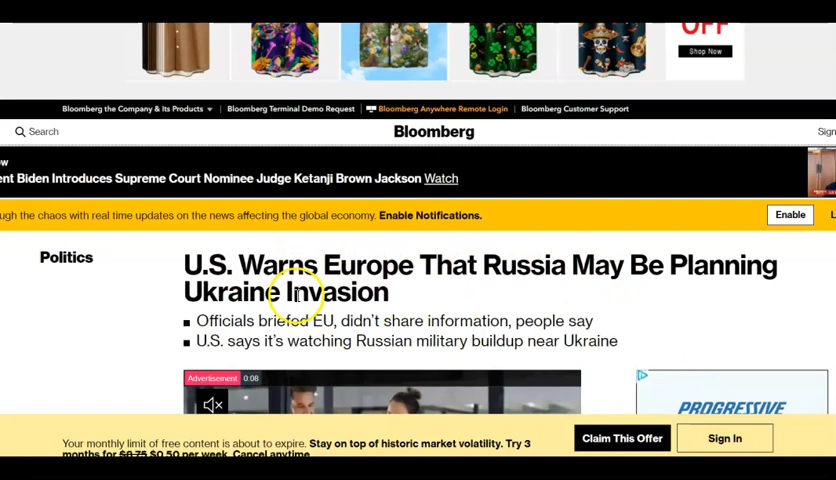 OFF
Shop Now
Bloomberg the Company & Its Products
Bloomberg Terminal Demo Request
Bloomberg Anywhere Remote Login
Bloomberg Customer Support
Search
Bloomberg
Sign
ow
ent Biden Introduces Supreme Court Nominee Judge Ketanji Brown Jackson Watch
ugh the chaos with real time updates on the news affecting the global economy. Enable Notifications.
Enable
Politics
U.S. Warns Europe That Russia May Be Planning
Ukraine Invasion
Officials briefed EU, didn't share information, people say
U.S. says it's watching Russian military buildup near Ukraine
Advertisement 0:08
PROGRESSIVE
Your monthly limit of free content is about to expire. Stay on top of historic market volatility. Try 3
months for $8.75 $0.50 per week. Cancel anytime.
Claim This Offer
Sign In